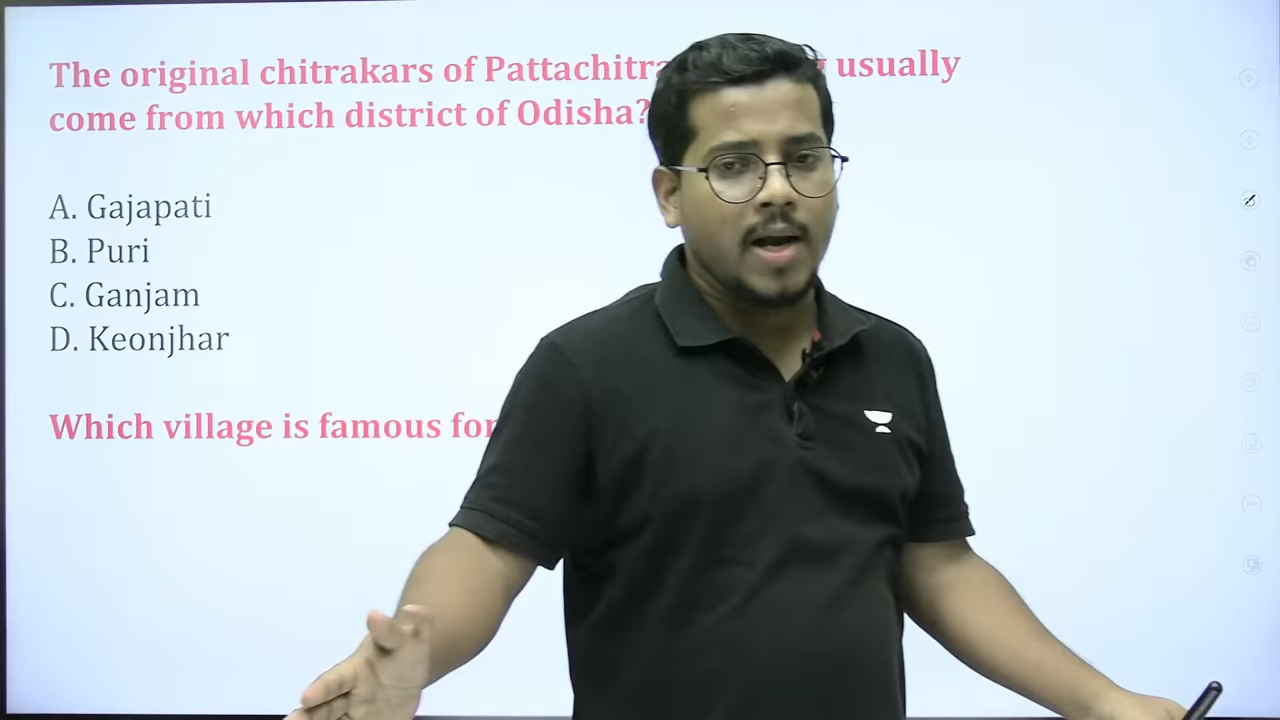 The original chitrakars of Pattachitra usually
come from which district of Odisha?
A. Gajapati
B. Puri
C. Ganjam
D. Keonjhar
Which village is famous for